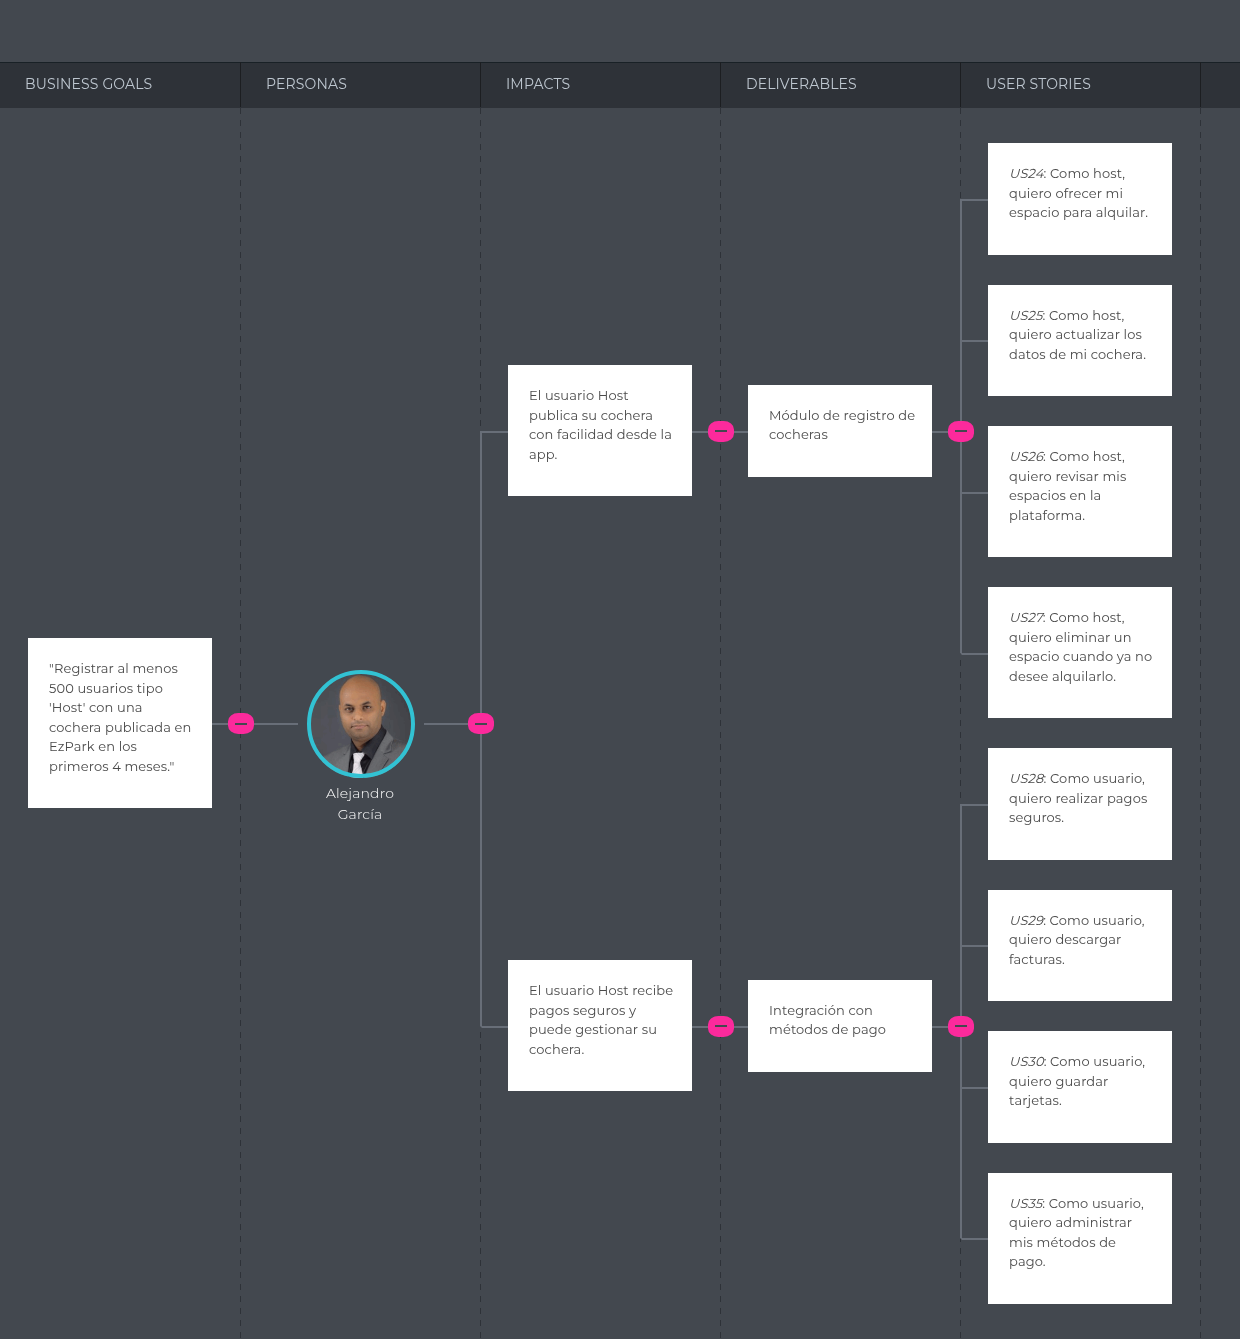 BUSINESS GOALS
PERSONAS
IMPACTS
DELIVERABLES
USER STORIES
"Registrar al menos
500 usuarios tipo
'Host' con una
cochera publicada en
EzPark en los
primeros 4 meses."
Alejandro
García
El usuario Host
publica su cochera
con facilidad desde la
app.
Módulo de registro de
cocheras
US24: Como host,
quiero ofrecer mi
espacio para alquilar.
US25: Como host,
quiero actualizar los
datos de mi cochera.
US26: Como host,
quiero revisar mis
espacios en la
plataforma.
US27: Como host,
quiero eliminar un
espacio cuando ya no
desee alquilarlo.
El usuario Host recibe
pagos seguros y
puede gestionar su
cochera.
Integración con
métodos de pago
US28: Como usuario,
quiero realizar pagos
seguros.
US29: Como usuario,
quiero descargar
facturas.
US30: Como usuario,
quiero guardar
tarjetas.
US35: Como usuario,
quiero administrar
mis métodos de
pago.